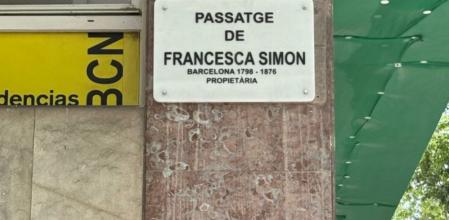 PASSATGE
DE
FRANCESCA SIMON
BARCELONA 1798 - 1876
PROPIETÀRIA
dencias
BCN